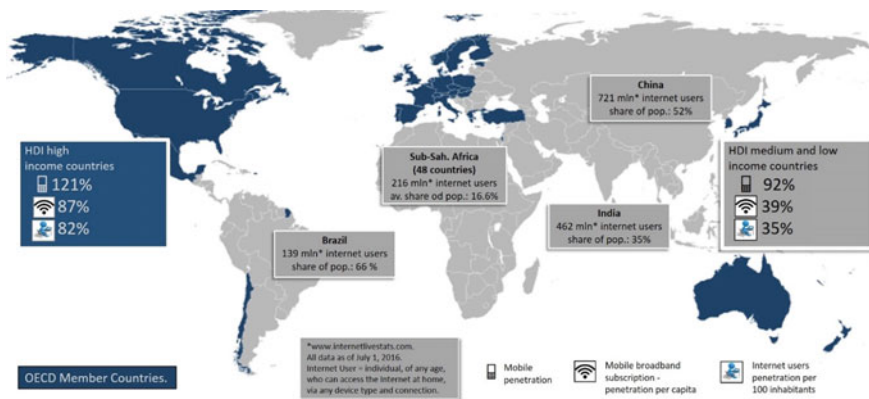 China
721 mln* internet users
share of pop.: 52%
HDI high
income countries
121%
87%
82%
Sub-Sah. Africa
(48 countries)
216 mln* internet users
av. share od pop.: 16.6%
HDI medium and low
income countries
92%
39%
35%
India
462 mln* internet users
share of pop.: 35%
Brazil
139 mln* internet users
share of pop.: 66 %
*www.internetlivestats.com.
All data as of July 1, 2016.
Internet User = individual, of any age,
who can access the internet at home,
via any device type and connection.
OECD Member Countries.
Mobile
penetration
Mobile broadband
subscription -
penetration per capita
Internet users
penetration per
100 inhabitants